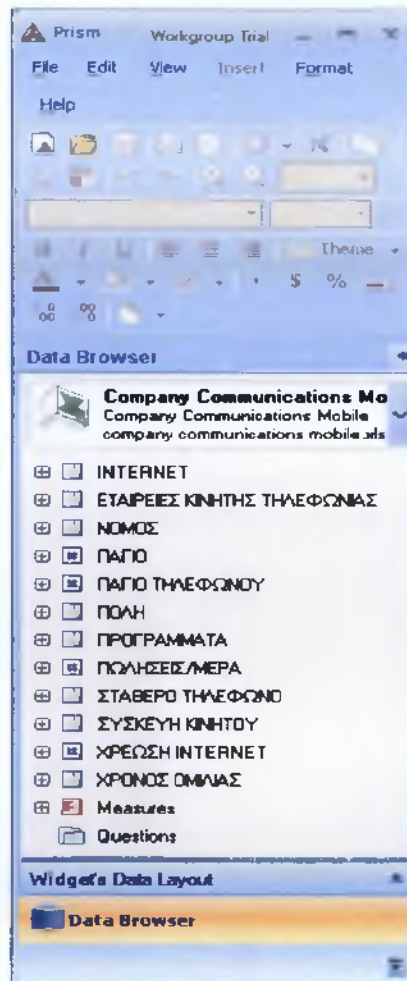 Prism Workgroup Trial
File Edit View Insert Format
Help
Theme
$ %
Data Browser
Company Communications Mo
Company Communications Mobile
company communications mobile.xls
INTERNET
ΕΤΑΙΡΕΙΕΣ ΚΙΝΗΤΗΣ ΤΗΛΕΦΩΝΙΑΣ
ΝΟΜΟΣ
ΠΑΓΙΟ
ΠΑΓΙΟ ΤΗΛΕΦΩΝΟΥ
ΠΟΛΗ
ΠΡΟΓΡΑΜΜΑΤΑ
ΠΩΛΗΣΕΙΣ/ΜΕΡΑ
ΣΤΑΘΕΡΟ ΤΗΛΕΦΩΝΟ
ΣΥΣΚΕΥΗ ΚΙΝΗΤΟΥ
ΧΡΕΩΣΗ INTERNET
ΧΡΟΝΟΣ ΟΜΙΛΙΑΣ
Measures
Questions
Widget's Data Layout
Data Browser